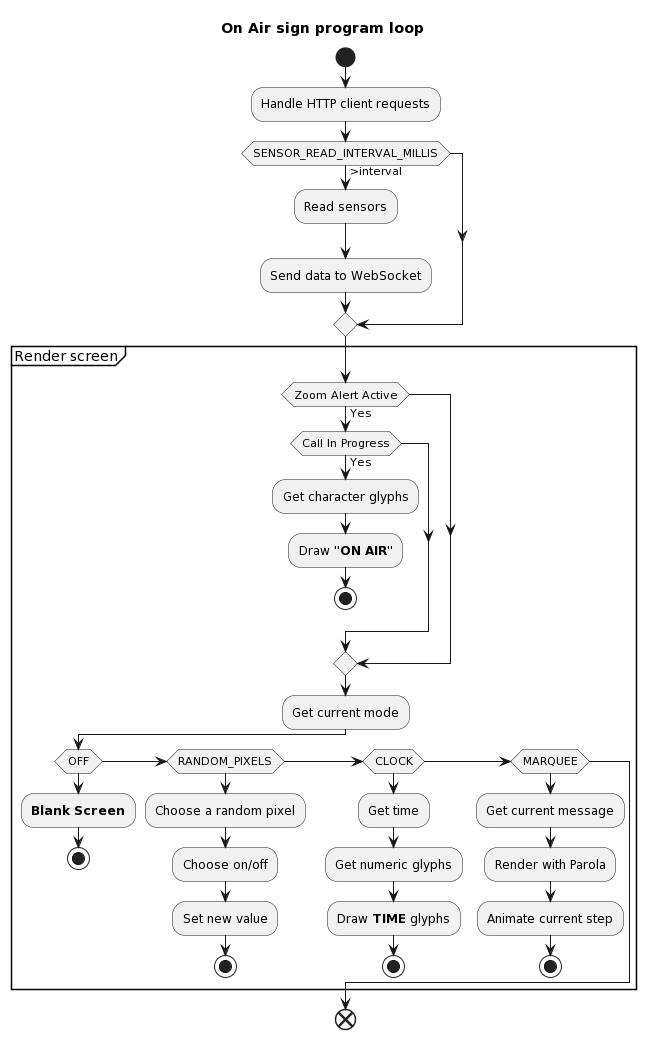 On Air sign program loop
Handle HTTP client requests
SENSOR_READ_INTERVAL_MILLIS
>interval
Read sensors
Send data to WebSocket
Render screen
Zoom Alert Active
Yes
Call In Progress
Yes
Get character glyphs
Draw "ON AIR"
Get current mode
OFF
RANDOM_PIXELS
CLOCK
MARQUEE
Blank Screen
Choose a random pixel
Get time
Get current message
Choose on/off
Get numeric glyphs
Render with Parola
Set new value
Draw TIME glyphs
Animate current step